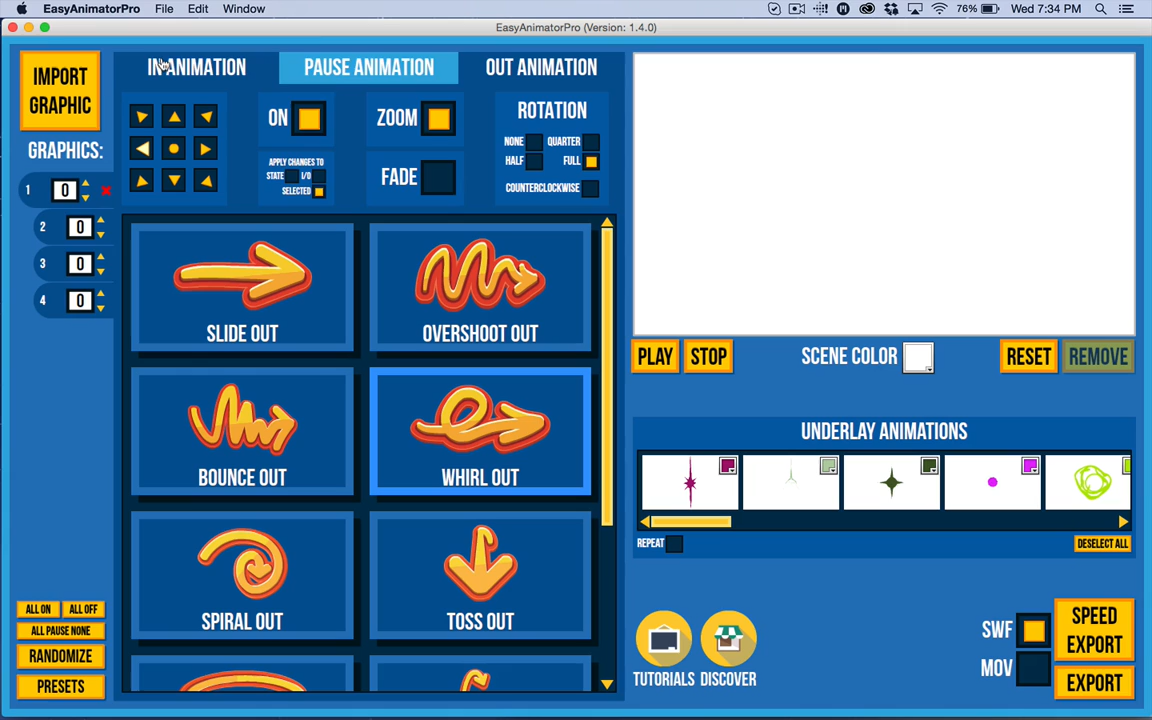 EasyAnimatorPro File Edit Window
76% Wed 7:34 PM
EasyAnimatorPro (Version: 1.4.0)
IMPORT
GRAPHIC
GRAPHICS:
1 0
2 0
3 0
4 0
ALL ON ALL OFF
ALL PAUSE NONE
RANDOMIZE
PRESETS
IN ANIMATION PAUSE ANIMATION OUT ANIMATION
ON
APPLY CHANGES TO
STATE I/O
SELECTED
ZOOM
FADE
ROTATION
NONE QUARTER
HALF FULL
COUNTERCLOCKWISE
SLIDE OUT OVERSHOOT OUT
BOUNCE OUT WHIRL OUT
SPIRAL OUT TOSS OUT
PLAY STOP SCENE COLOR RESET REMOVE
UNDERLAY ANIMATIONS
REPEAT DESELECT ALL
TUTORIALS DISCOVER
SWF
MOV
SPEED
EXPORT
EXPORT